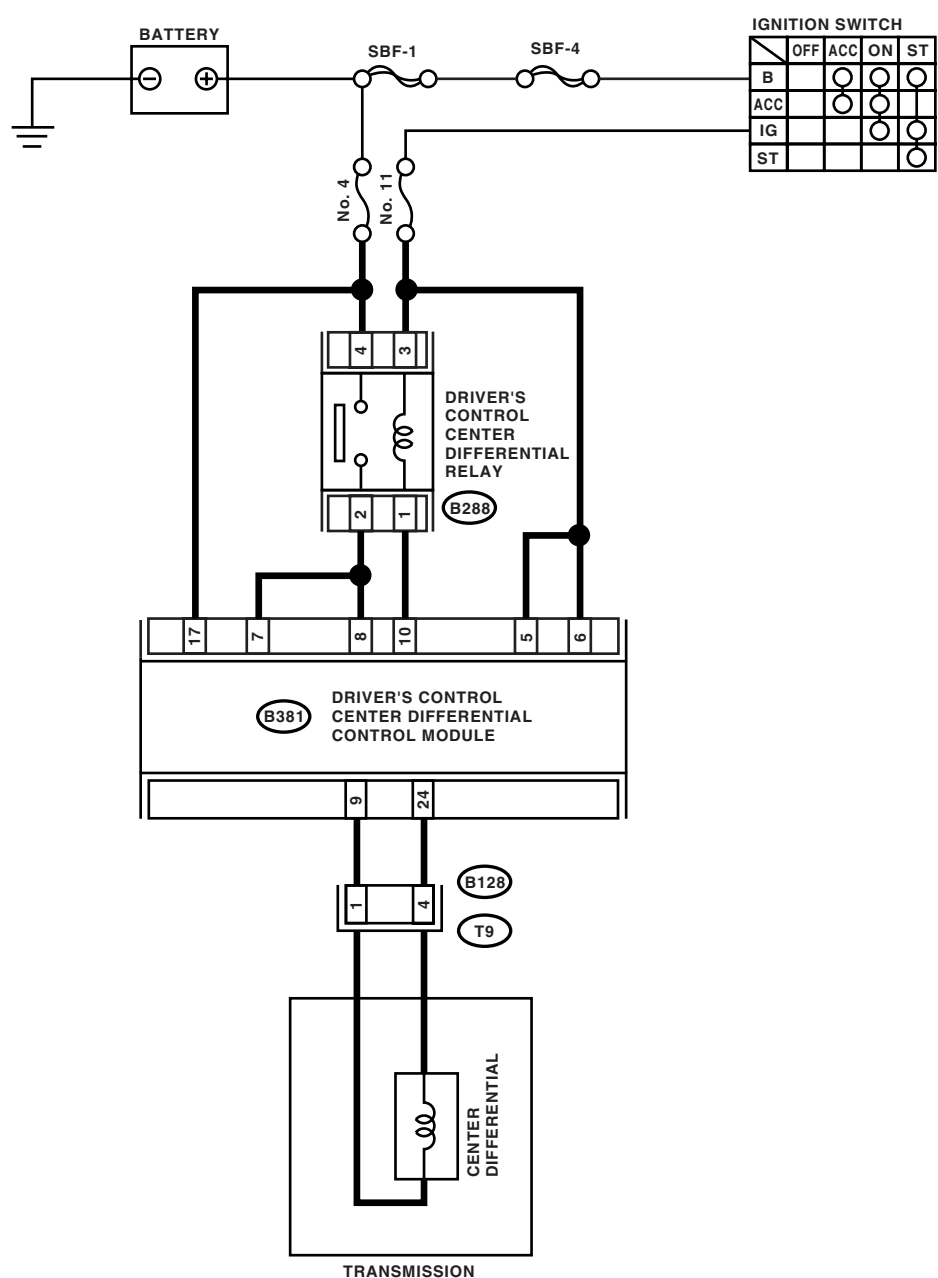 IGNITION SWITCH
BATTERY
SBF-1
SBF-4
OFF ACC ON ST
B
ACC
IG
ST
No. 4
No. 11
4 3
DRIVER'S
CONTROL
CENTER
DIFFERENTIAL
RELAY
B288
2 1
17 7 8 10 5 6
B381
DRIVER'S CONTROL
CENTER DIFFERENTIAL
CONTROL MODULE
9 24
B128
1 4
T9
CENTER
DIFFERENTIAL
TRANSMISSION